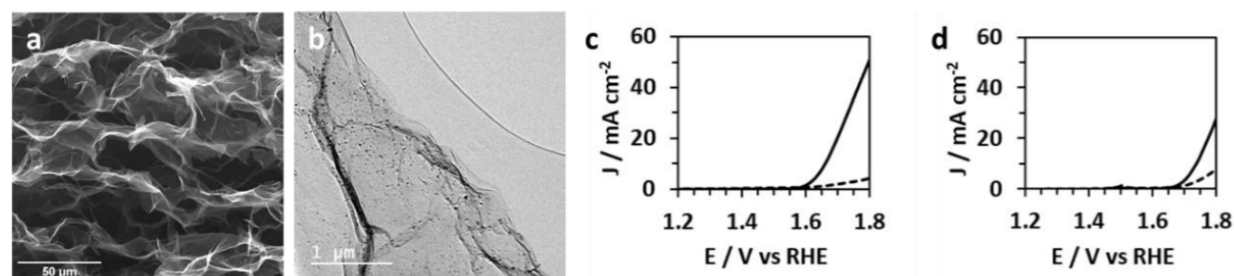 a
50 μm
b
1 μm
c
J / mA cm-2
60
40
20
0
1.2 1.4 1.6 1.8
E / V vs RHE
d
J / mA cm-2
60
40
20
0
1.2 1.4 1.6 1.8
E / V vs RHE